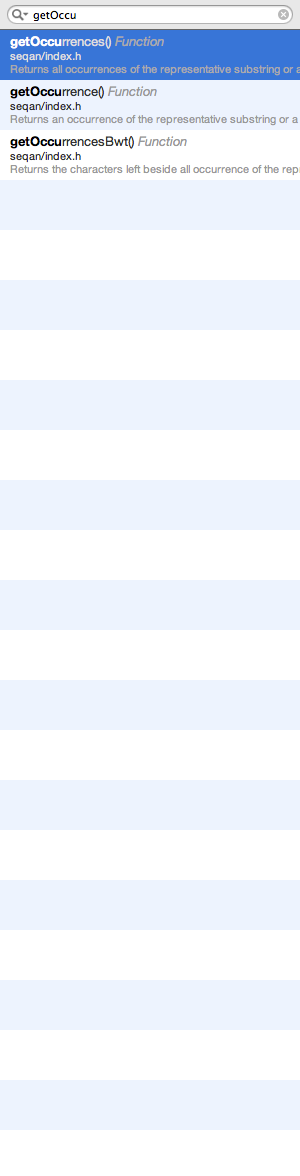 getOccu
getOccurrences() Function
seqan/index.h
Returns all occurrences of the representative substring or a
getOccurrence() Function
seqan/index.h
Returns an occurrence of the representative substring or a
getOccurrencesBwt() Function
seqan/index.h
Returns the characters left beside all occurrence of the rep